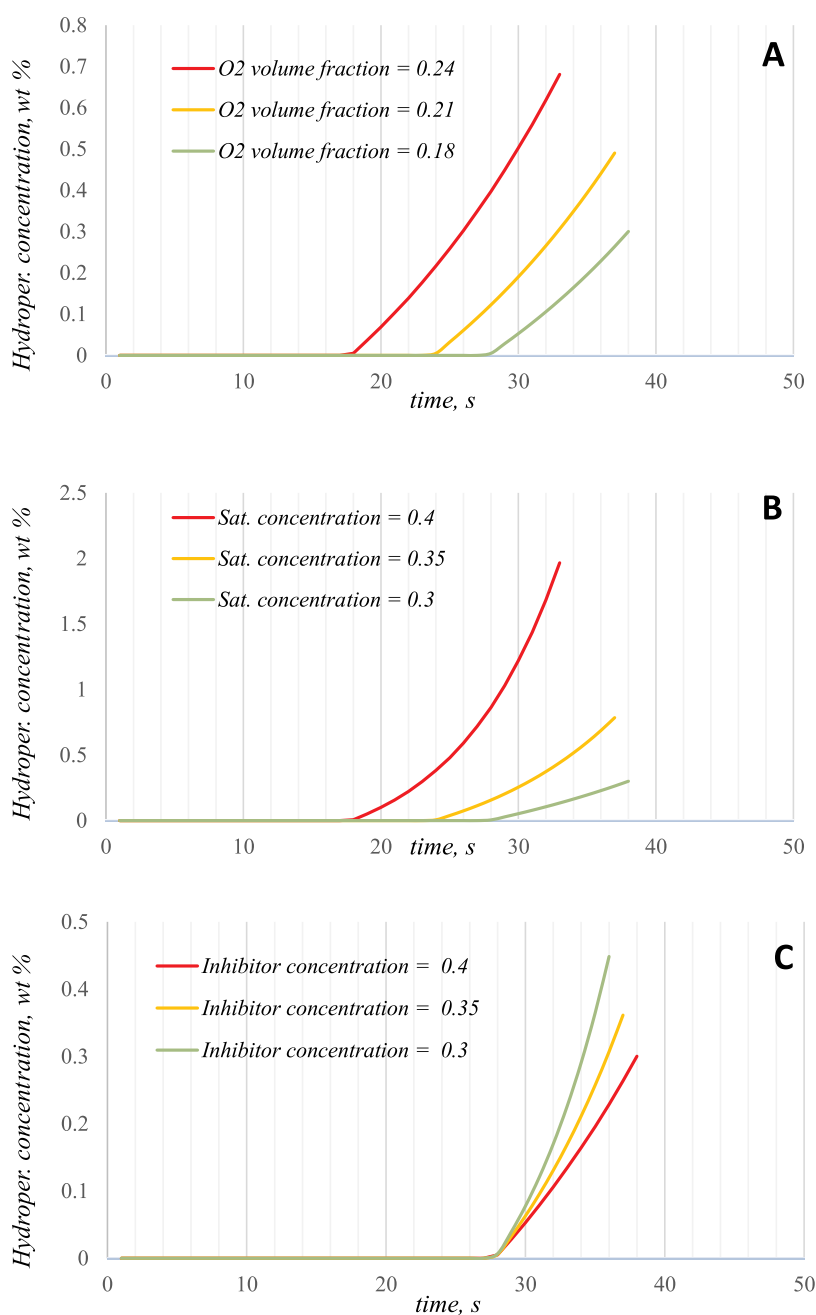 Hydroper. concentration, wt %
0.8
0.7
0.6
0.5
0.4
0.3
0.2
0.1
0
O2 volume fraction = 0.24
O2 volume fraction = 0.21
O2 volume fraction = 0.18
A
0 10 20 30 40 50
time, s
Hydroper. concentration, wt %
2.5
2
1.5
1
0.5
0
Sat. concentration = 0.4
Sat. concentration = 0.35
Sat. concentration = 0.3
B
0 10 20 30 40 50
time, s
Hydroper. concentration, wt %
0.5
0.4
0.3
0.2
0.1
0
Inhibitor concentration = 0.4
Inhibitor concentration = 0.35
Inhibitor concentration = 0.3
C
0 10 20 30 40 50
time, s